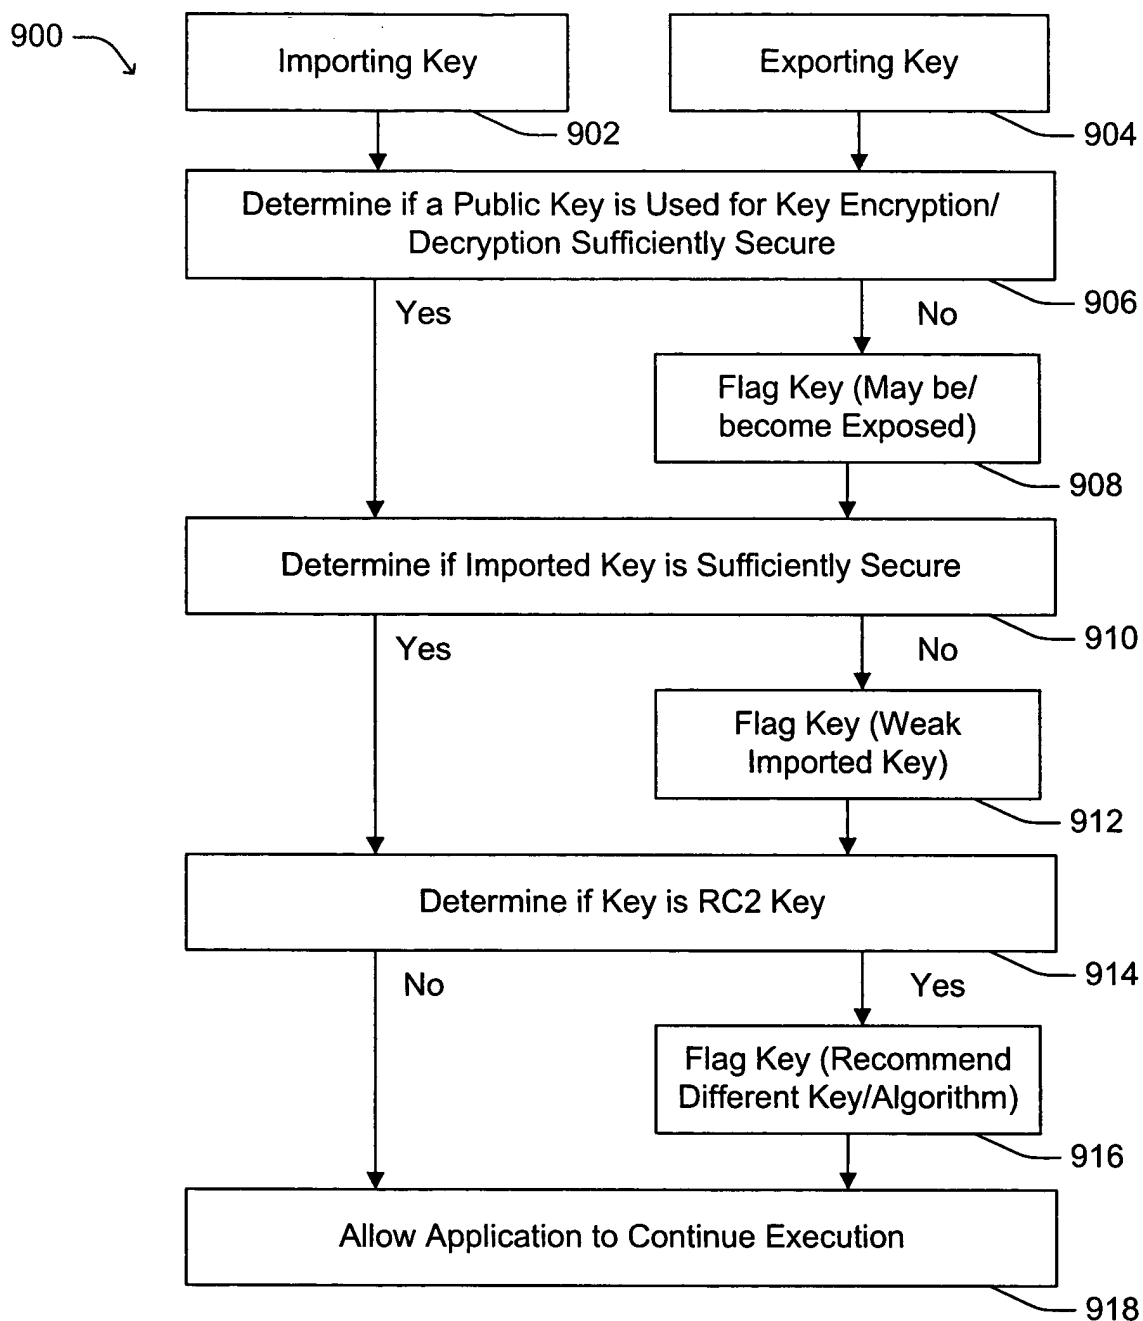 900
Importing Key
Exporting Key
902
904
Determine if a Public Key is Used for Key Encryption/
Decryption Sufficiently Secure
906
Yes
No
Flag Key (May be/
become Exposed)
908
Determine if Imported Key is Sufficiently Secure
910
Yes
No
Flag Key (Weak
Imported Key)
912
Determine if Key is RC2 Key
914
No
Yes
Flag Key (Recommend
Different Key/Algorithm)
916
Allow Application to Continue Execution
918